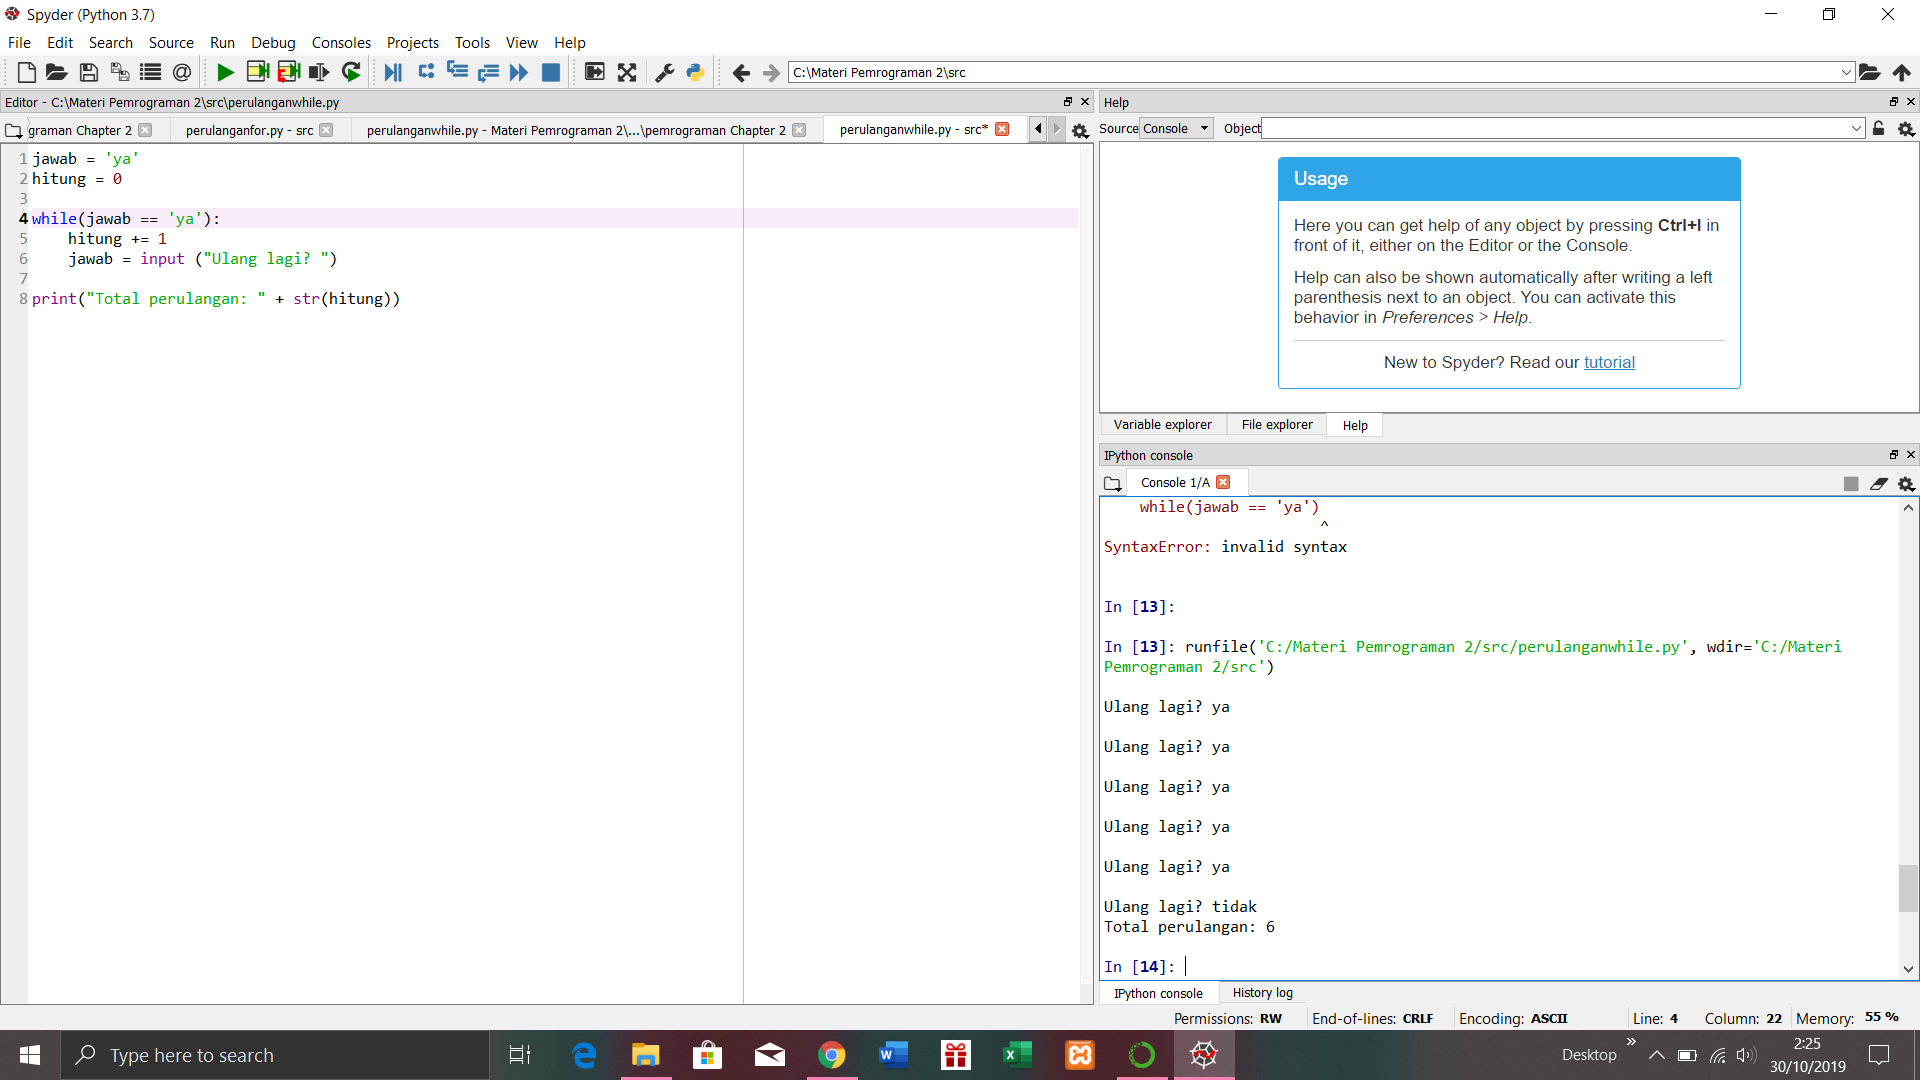 Spyder (Python 3.7)
File Edit Search Source Run Debug Consoles Projects Tools View Help
C:\Materi Pemrograman 2\src
Editor - C:\Materi Pemrograman 2\src\perulanganwhile.py
graman Chapter 2 perulanganfor.py - src perulanganwhile.py - Materi Pemrograman 2\...\pemrograman Chapter 2 perulanganwhile.py - src*
1 jawab = 'ya'
2 hitung = 0
3
4 while(jawab == 'ya'):
5 hitung += 1
6 jawab = input ("Ulang lagi? ")
7
8 print("Total perulangan: " + str(hitung))
Help
Source Console Object
Usage
Here you can get help of any object by pressing Ctrl+I in
front of it, either on the Editor or the Console.
Help can also be shown automatically after writing a left
parenthesis next to an object. You can activate this
behavior in Preferences > Help.
New to Spyder? Read our tutorial
Variable explorer File explorer Help
IPython console
Console 1/A
while(jawab == 'ya')
^
SyntaxError: invalid syntax
In [13]:
In [13]: runfile('C:/Materi Pemrograman 2/src/perulanganwhile.py', wdir='C:/Materi
Pemrograman 2/src')
Ulang lagi? ya
Ulang lagi? ya
Ulang lagi? ya
Ulang lagi? ya
Ulang lagi? ya
Ulang lagi? tidak
Total perulangan: 6
In [14]:
IPython console History log
Permissions: RW End-of-lines: CRLF Encoding: ASCII Line: 4 Column: 22 Memory: 55 %
Type here to search
Desktop
2:25
30/10/2019